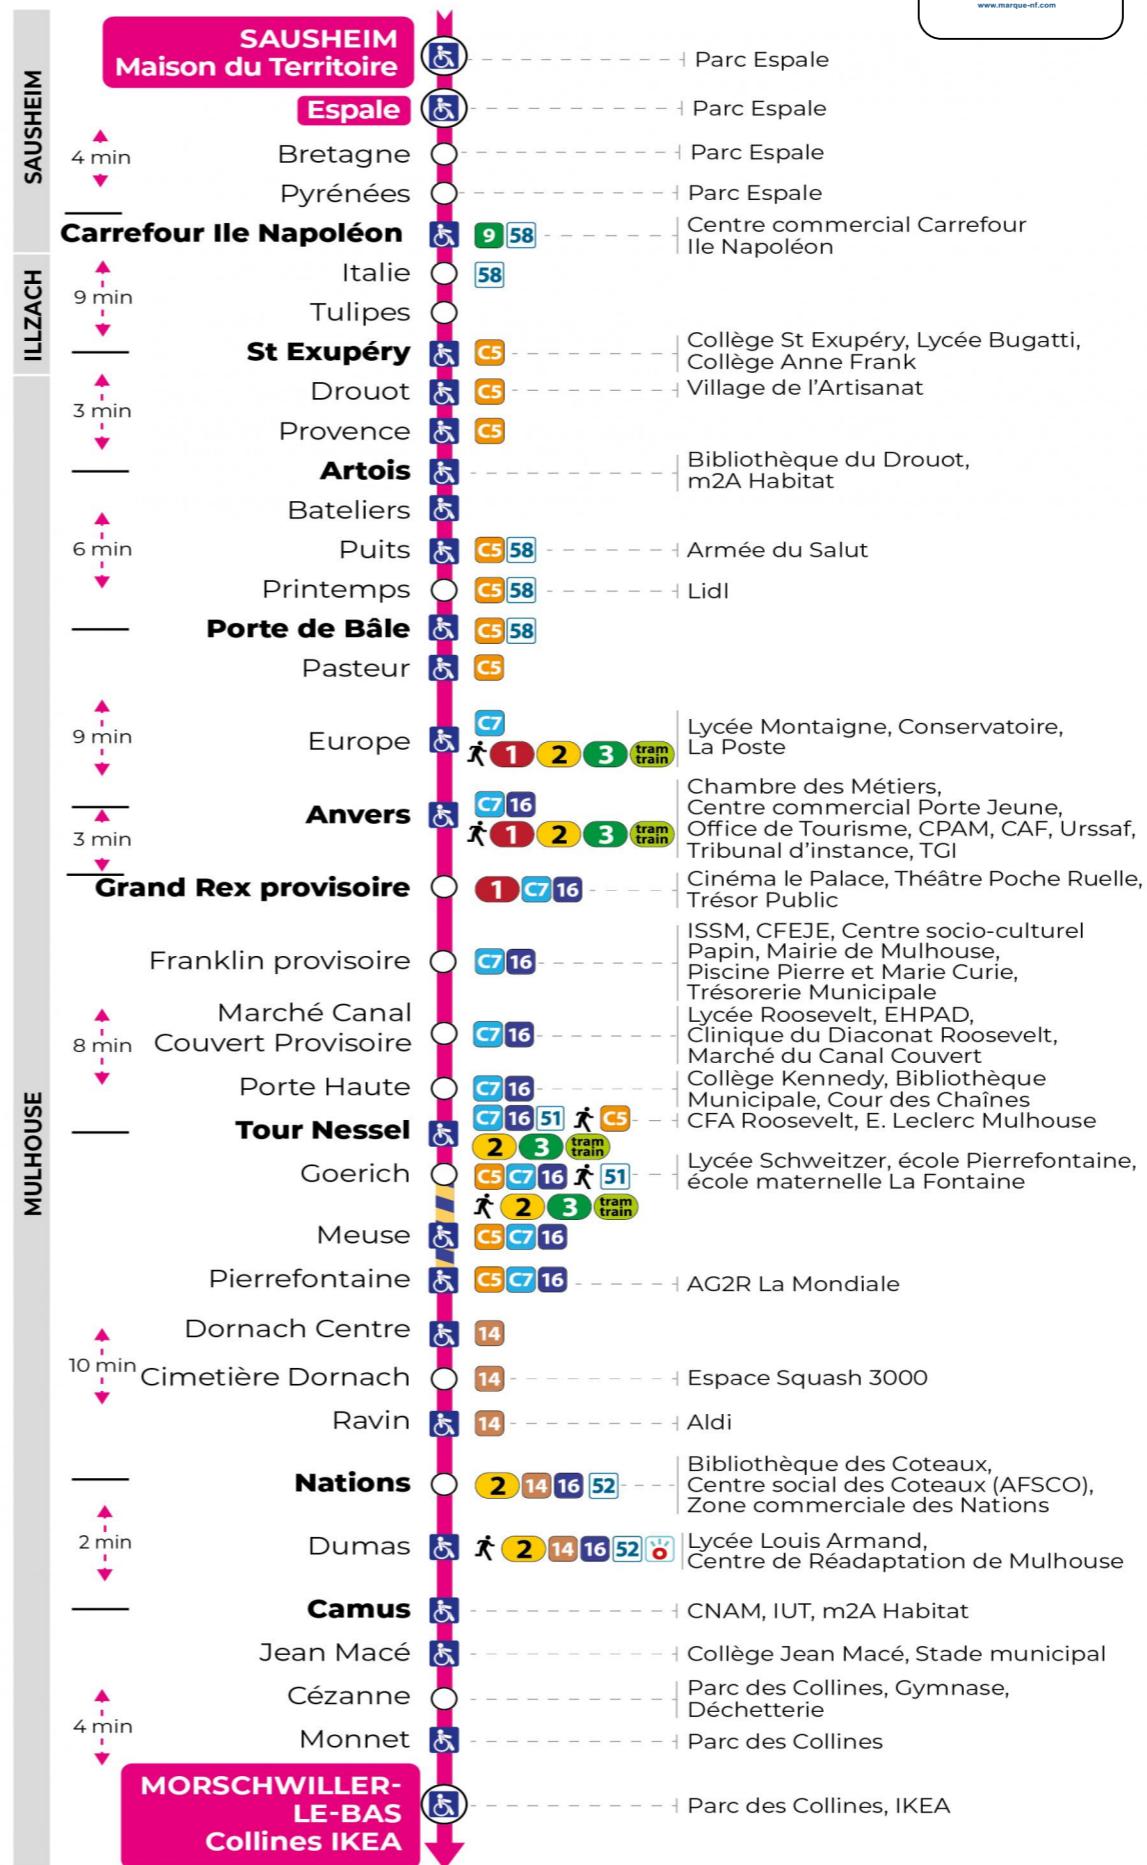 www.marque-nf.com
SAUSHEIM
SAUSHEIM
Maison du Territoire
Parc Espale
Espale
Parc Espale
4 min
Bretagne
Parc Espale
Pyrénées
Parc Espale
Carrefour Ile Napoléon
9 58
Centre commercial Carrefour
Ile Napoléon
ILLZACH
9 min
Italie
58
Tulipes
St Exupéry
C5
Collège St Exupéry, Lycée Bugatti,
Collège Anne Frank
MULHOUSE
3 min
Drouot
C5
Village de l’Artisanat
Provence
C5
Artois
Bibliothèque du Drouot,
m2A Habitat
Bateliers
6 min
Puits
C5 58
Armée du Salut
Printemps
C5 58
Lidl
Porte de Bâle
C5 58
Pasteur
C5
9 min
Europe
C7
1 2 3 tram train
Lycée Montaigne, Conservatoire,
La Poste
Anvers
C7 16
1 2 3 tram train
Chambre des Métiers,
Centre commercial Porte Jeune,
Office de Tourisme, CPAM, CAF, Urssaf,
Tribunal d’instance, TGI
3 min
Grand Rex provisoire
1 C7 16
Cinéma le Palace, Théâtre Poche Ruelle,
Trésor Public
Franklin provisoire
C7 16
ISSM, CFEJE, Centre socio-culturel
Papin, Mairie de Mulhouse,
Piscine Pierre et Marie Curie,
Trésorerie Municipale
8 min
Marché Canal
Couvert Provisoire
C7 16
Lycée Roosevelt, EHPAD,
Clinique du Diaconat Roosevelt,
Marché du Canal Couvert
Porte Haute
C7 16
Collège Kennedy, Bibliothèque
Municipale, Cour des Chaînes
Tour Nessel
C7 16 51 C5
2 3 tram train
CFA Roosevelt, E. Leclerc Mulhouse
Goerich
C5 C7 16 51
2 3 tram train
Lycée Schweitzer, école Pierrefontaine,
école maternelle La Fontaine
Meuse
C5 C7 16
Pierrefontaine
C5 C7 16
AG2R La Mondiale
Dornach Centre
14
10 min
Cimetière Dornach
14
Espace Squash 3000
Ravin
14
Aldi
Nations
2 14 16 52
Bibliothèque des Coteaux,
Centre social des Coteaux (AFSCO),
Zone commerciale des Nations
2 min
Dumas
2 14 16 52
Lycée Louis Armand,
Centre de Réadaptation de Mulhouse
Camus
CNAM, IUT, m2A Habitat
Jean Macé
Collège Jean Macé, Stade municipal
4 min
Cézanne
Parc des Collines, Gymnase,
Déchetterie
Monnet
Parc des Collines
MORSCHWILLER-
LE-BAS
Collines IKEA
Parc des Collines, IKEA